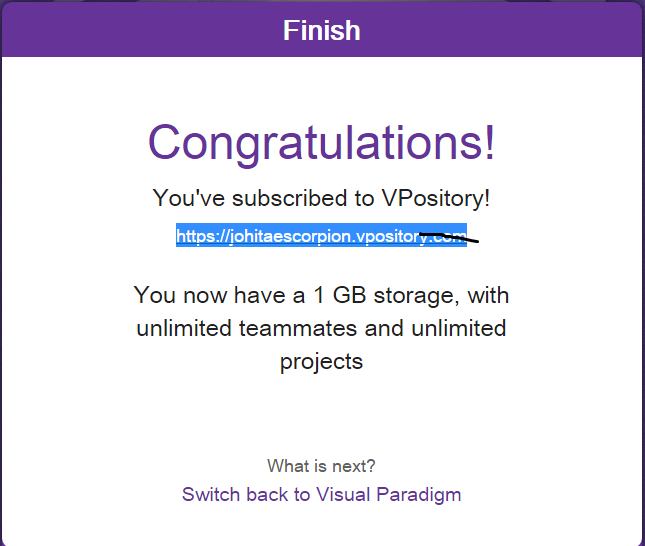 Finish
Congratulations!
You've subscribed to VPository!
https://johitaescorpion.vpository.com
You now have a 1 GB storage, with
unlimited teammates and unlimited
projects
What is next?
Switch back to Visual Paradigm